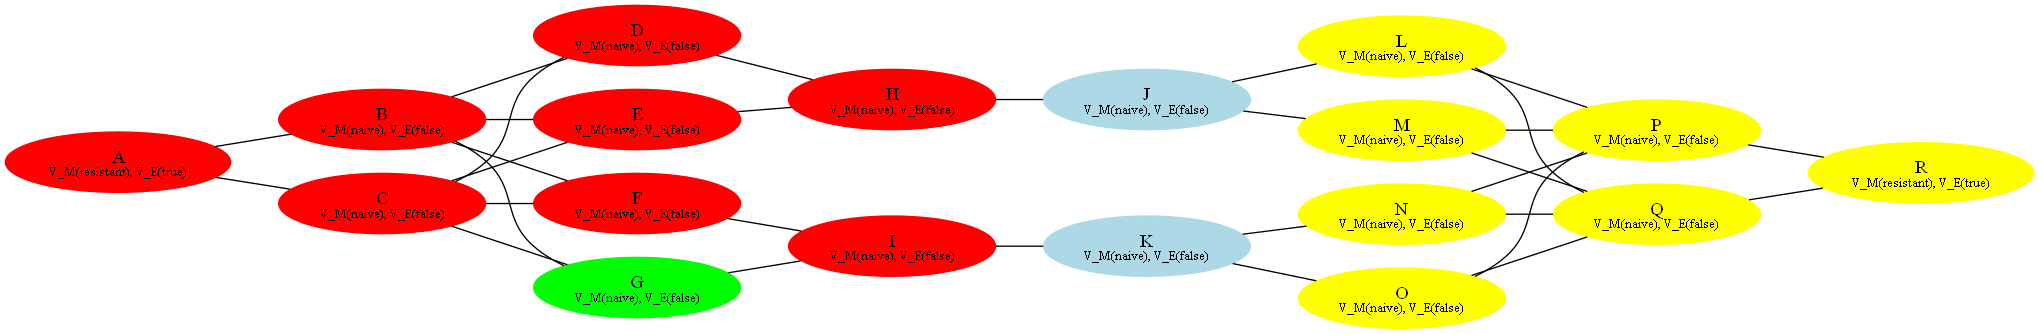 A
V_M(resistant), V_E(true)
B
V_M(naive), V_E(false)
C
V_M(naive), V_E(false)
D
V_M(naive), V_E(false)
E
V_M(naive), V_E(false)
F
V_M(naive), V_E(false)
G
V_M(naive), V_E(false)
H
V_M(naive), V_E(false)
I
V_M(naive), V_E(false)
J
V_M(naive), V_E(false)
K
V_M(naive), V_E(false)
L
V_M(naive), V_E(false)
M
V_M(naive), V_E(false)
N
V_M(naive), V_E(false)
O
V_M(naive), V_E(false)
P
V_M(naive), V_E(false)
Q
V_M(naive), V_E(false)
R
V_M(resistant), V_E(true)